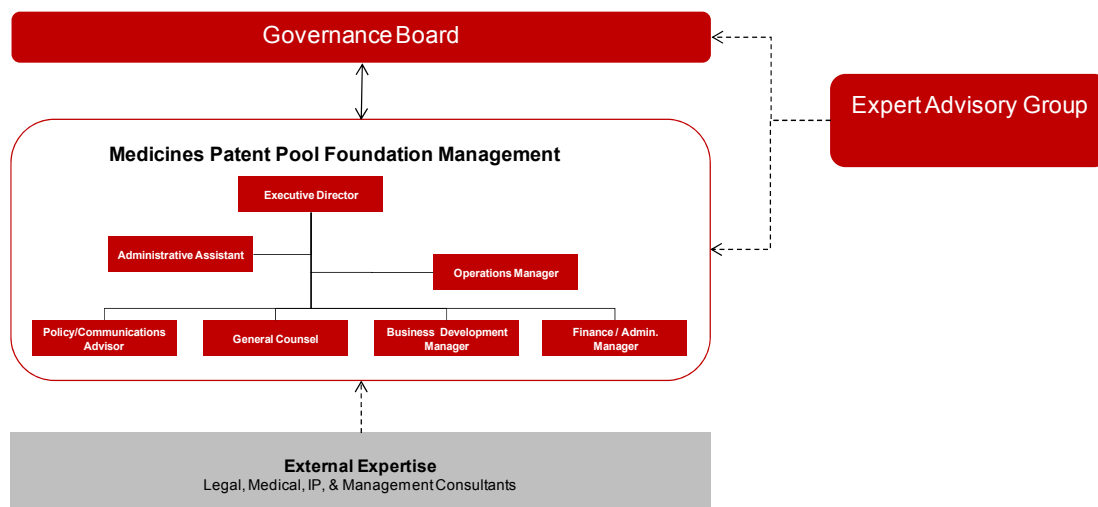 Governance Board
Expert Advisory Group
Medicines Patent Pool Foundation Management
Executive Director
Administrative Assistant
Operations Manager
Policy/Communications
Advisor
General Counsel
Business Development
Manager
Finance / Admin.
Manager
External Expertise
Legal, Medical, IP, & Management Consultants